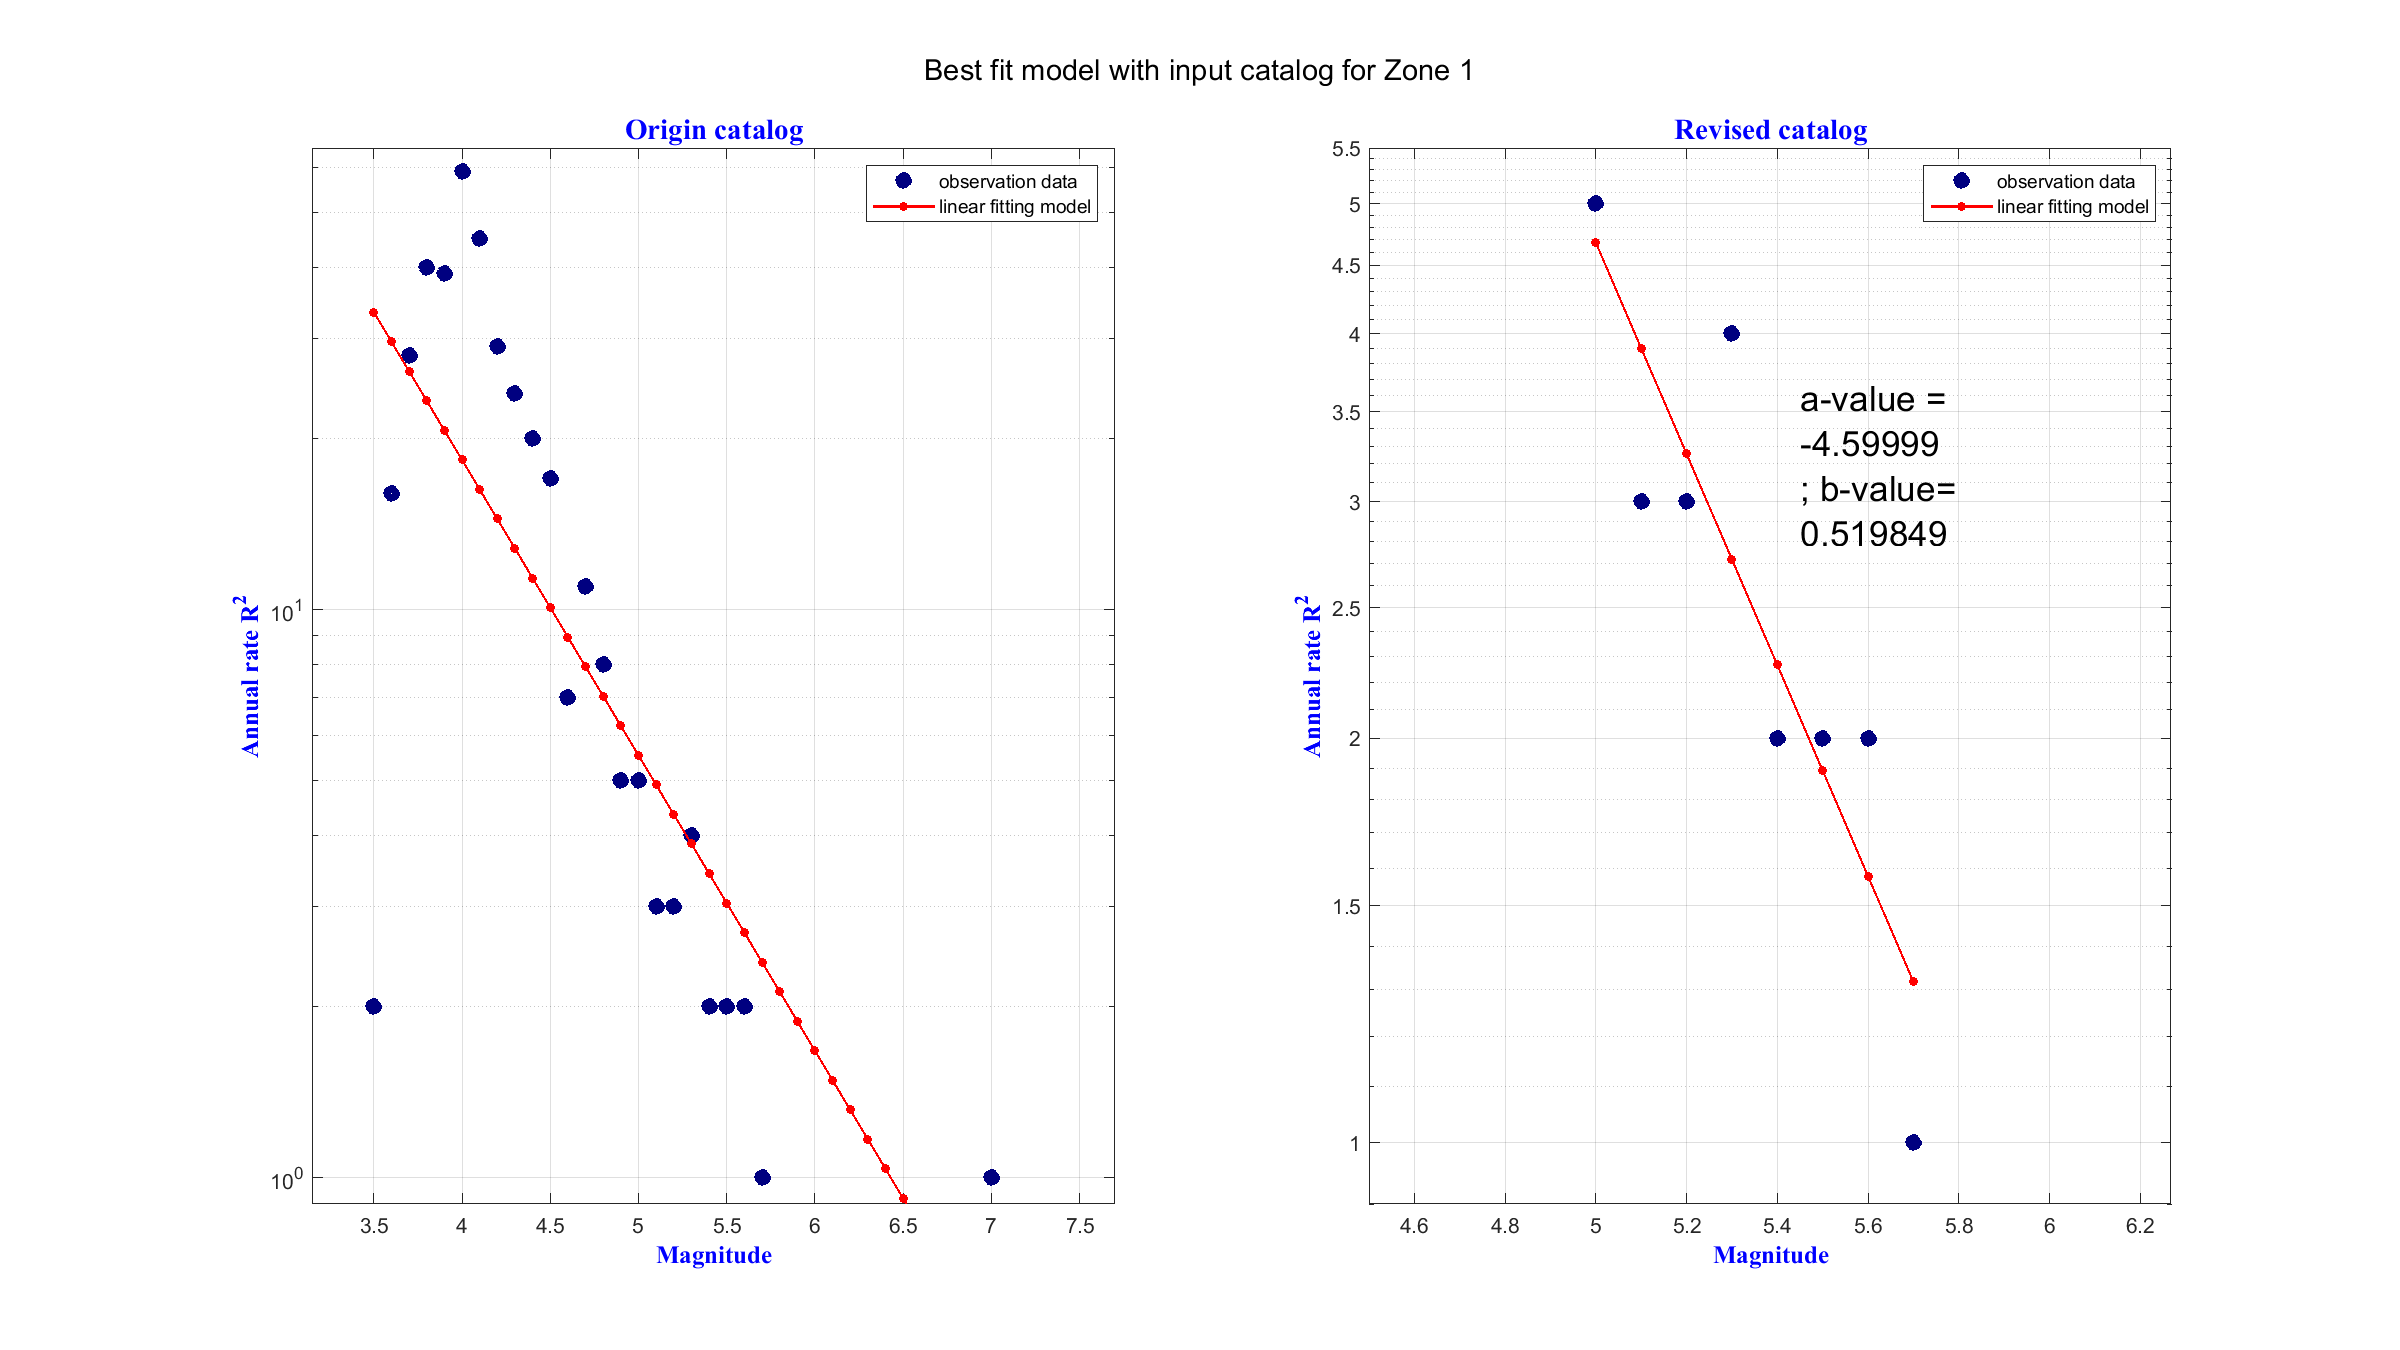 Best fit model with input catalog for Zone 1
Origin catalog
observation data
linear fitting model
Annual rate R²
10¹
10⁰
3.5 4 4.5 5 5.5 6 6.5 7 7.5
Magnitude
Revised catalog
observation data
linear fitting model
a-value =
-4.59999
; b-value=
0.519849
Annual rate R²
5.5
5
4.5
4
3.5
3
2.5
2
1.5
1
4.6 4.8 5 5.2 5.4 5.6 5.8 6 6.2
Magnitude